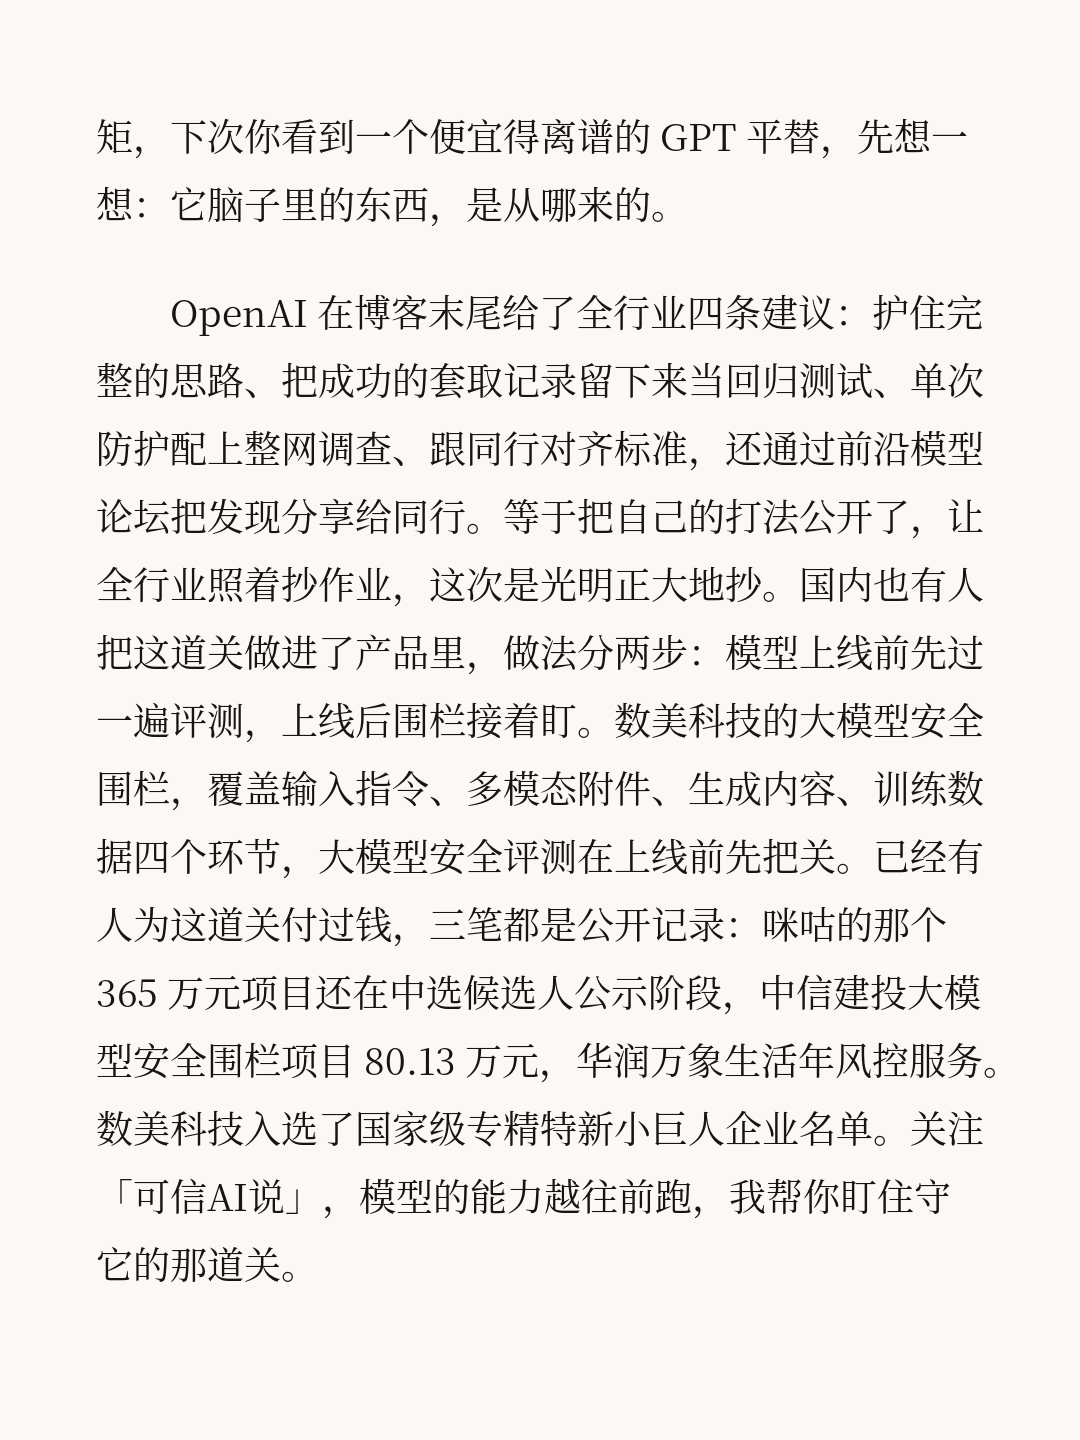 矩，下次你看到一个便宜得离谱的 GPT 平替，先想一
想：它脑子里的东西，是从哪来的。
OpenAI 在博客末尾给了全行业四条建议：护住完
整的思路、把成功的套取记录留下来当回归测试、单次
防护配上整网调查、跟同行对齐标准，还通过前沿模型
论坛把发现分享给同行。等于把自己的打法公开了，让
全行业照着抄作业，这次是光明正大地抄。国内也有人
把这道关做进了产品里，做法分两步：模型上线前先过
一遍评测，上线后围栏接着盯。数美科技的大模型安全
围栏，覆盖输入指令、多模态附件、生成内容、训练数
据四个环节，大模型安全评测在上线前先把关。已经有
人为这道关付过钱，三笔都是公开记录：咪咕的那个
365 万元项目还在中选候选人公示阶段，中信建投大模
型安全围栏项目 80.13 万元，华润万象生活年风控服务。
数美科技入选了国家级专精特新小巨人企业名单。关注
「可信AI说」，模型的能力越往前跑，我帮你盯住守
它的那道关。